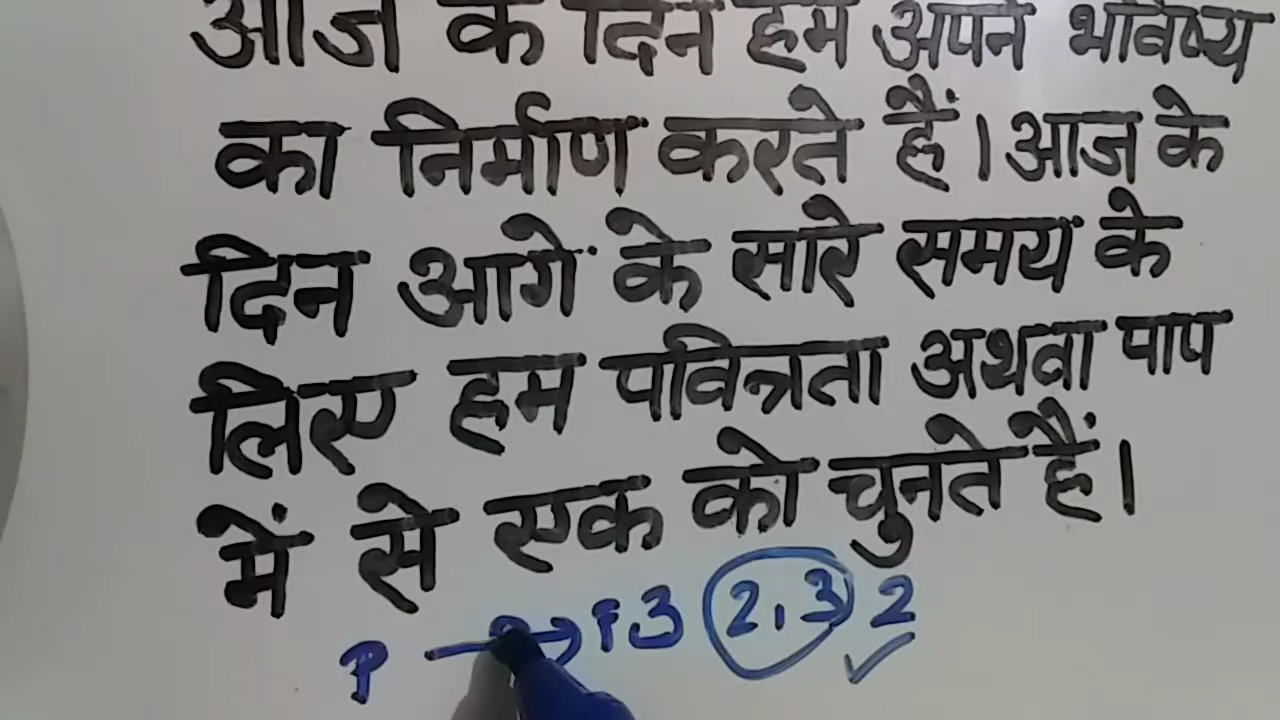 आज के दिन हम अपने भविष्य
का निर्माण करते हैं। आज के
दिन आगे के सारे समय के
लिए हम पवित्रता अथवा पाप
में से एक को चुनते हैं।
P → 3 2, 3 2 ✓